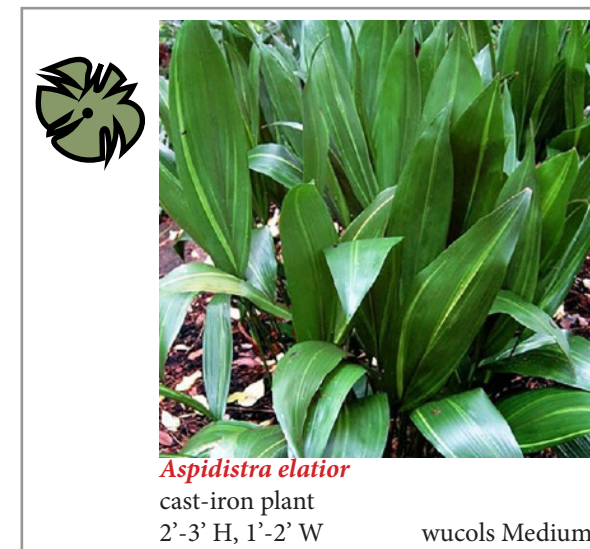 Aspidistra elatior
cast-iron plant
2’-3’ H, 1’-2’ W wucols Medium